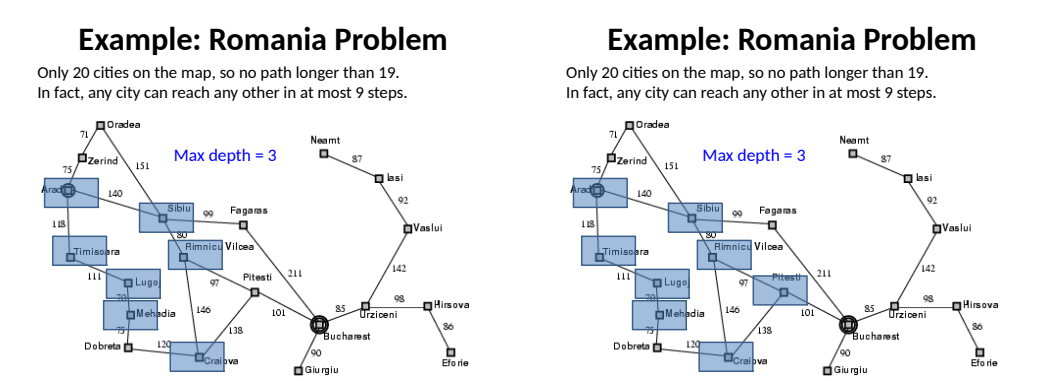 Example: Romania Problem
Only 20 cities on the map, so no path longer than 19.
In fact, any city can reach any other in at most 9 steps.
Oradea
71
Neamt
Max depth = 3
Zerind
87
75
151
Iasi
Arad
140
92
Sibiu
99
Fagaras
118
Vaslui
80
Timisoara
Rimnicu Vilcea
111
Lugoj
97
Pitesti
211
142
70
98
Hirsova
85
Mehadia
146
101
Urziceni
75
138
86
Bucharest
Dobreta
120
90
Craiova
Eforie
Giurgiu
Example: Romania Problem
Only 20 cities on the map, so no path longer than 19.
In fact, any city can reach any other in at most 9 steps.
Oradea
71
Neamt
Max depth = 3
Zerind
87
75
151
Iasi
Arad
140
92
Sibiu
99
Fagaras
118
Vaslui
80
Timisoara
Rimnicu Vilcea
111
Lugoj
97
Pitesti
211
142
70
98
Hirsova
85
Mehadia
146
101
Urziceni
75
138
86
Bucharest
Dobreta
120
90
Craiova
Eforie
Giurgiu